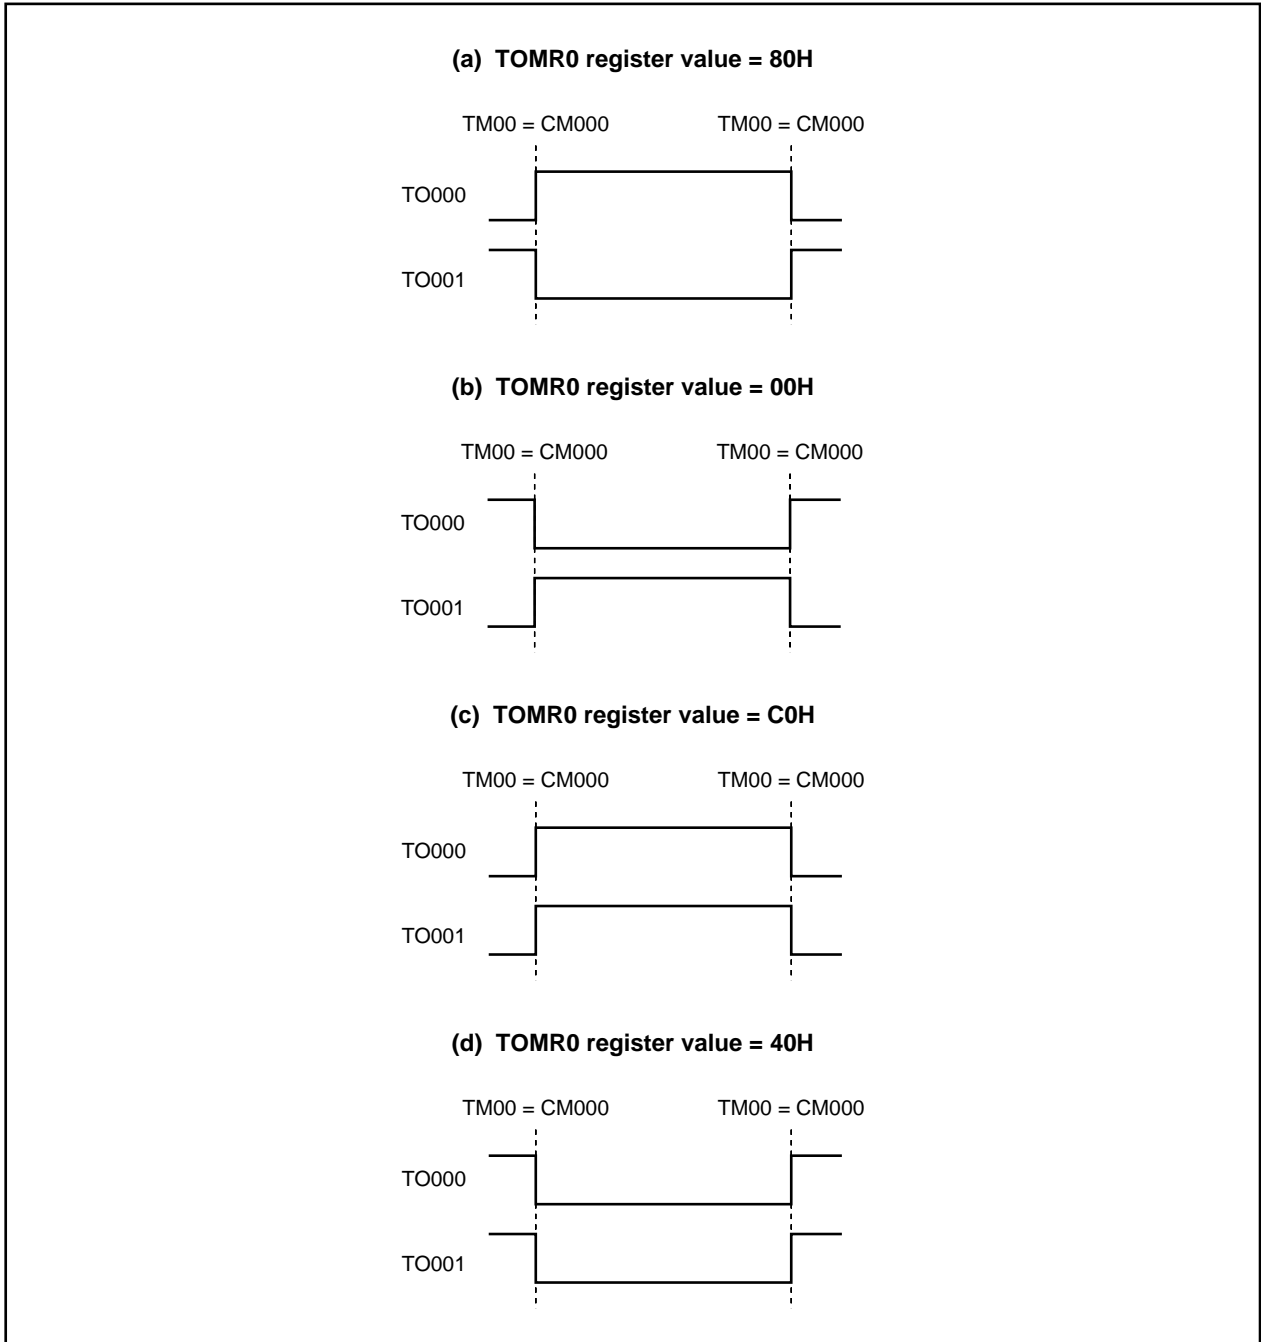 (a) TOMR0 register value = 80H
TM00 = CM000 TM00 = CM000
TO000
TO001
(b) TOMR0 register value = 00H
TM00 = CM000 TM00 = CM000
TO000
TO001
(c) TOMR0 register value = C0H
TM00 = CM000 TM00 = CM000
TO000
TO001
(d) TOMR0 register value = 40H
TM00 = CM000 TM00 = CM000
TO000
TO001